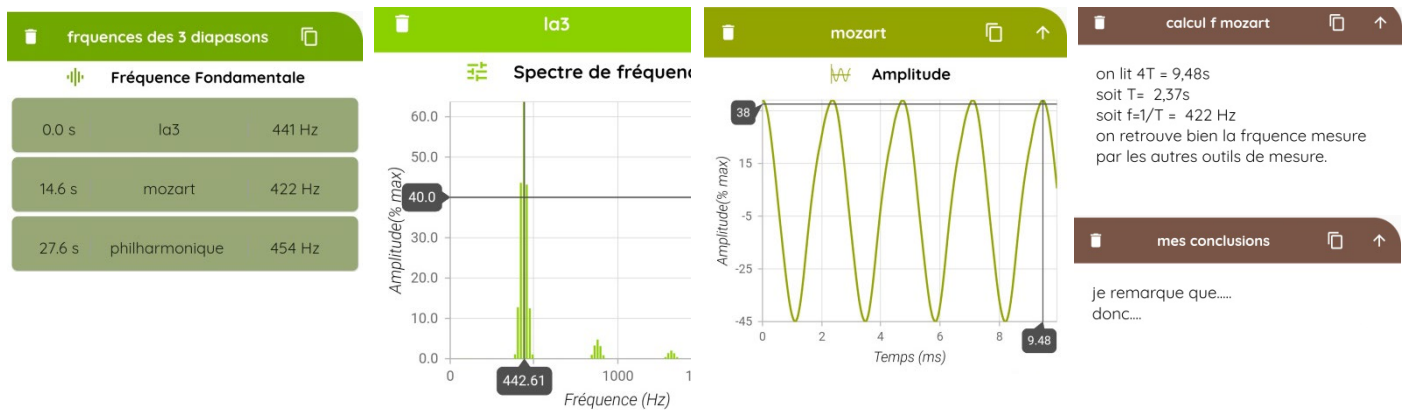 frquences des 3 diapasons
Fréquence Fondamentale
0.0 s la3 441 Hz
14.6 s mozart 422 Hz
27.6 s philharmonique 454 Hz
la3
Spectre de fréquen
Amplitude(% max)
60.0
50.0
40.0
30.0
20.0
10.0
0.0
0 442.61 1000 1
Fréquence (Hz)
mozart
Amplitude
Amplitude(% max)
38
15
-5
-25
-45
0 2 4 6 8 9.48
Temps (ms)
calcul f mozart
on lit 4T = 9,48s
soit T= 2,37s
soit f=1/T = 422 Hz
on retrouve bien la frquence mesure
par les autres outils de mesure.
mes conclusions
je remarque que.....
donc....